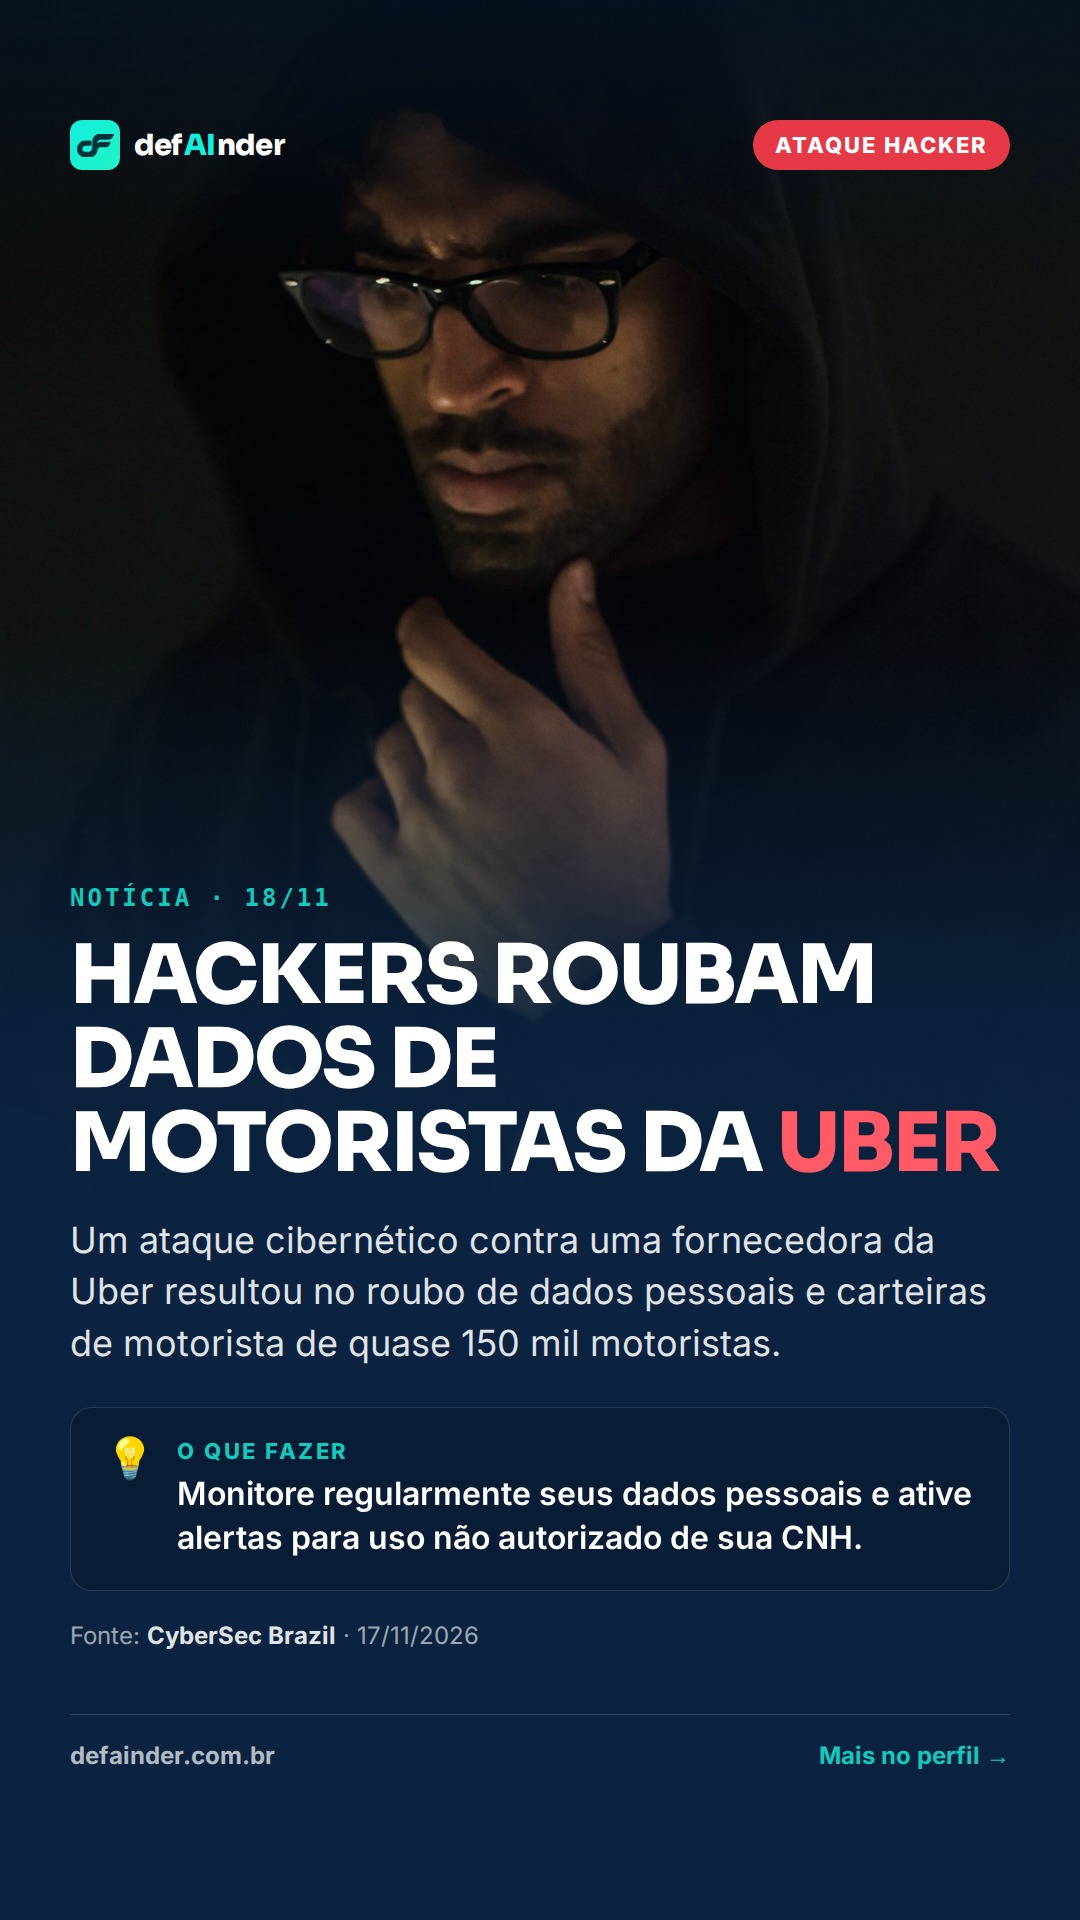 defAInder
ATAQUE HACKER
NOTÍCIA · 18/11
HACKERS ROUBAM
DADOS DE
MOTORISTAS DA UBER
Um ataque cibernético contra uma fornecedora da
Uber resultou no roubo de dados pessoais e carteiras
de motorista de quase 150 mil motoristas.
O QUE FAZER
Monitore regularmente seus dados pessoais e ative
alertas para uso não autorizado de sua CNH.
Fonte: CyberSec Brazil · 17/11/2026
defainder.com.br
Mais no perfil →